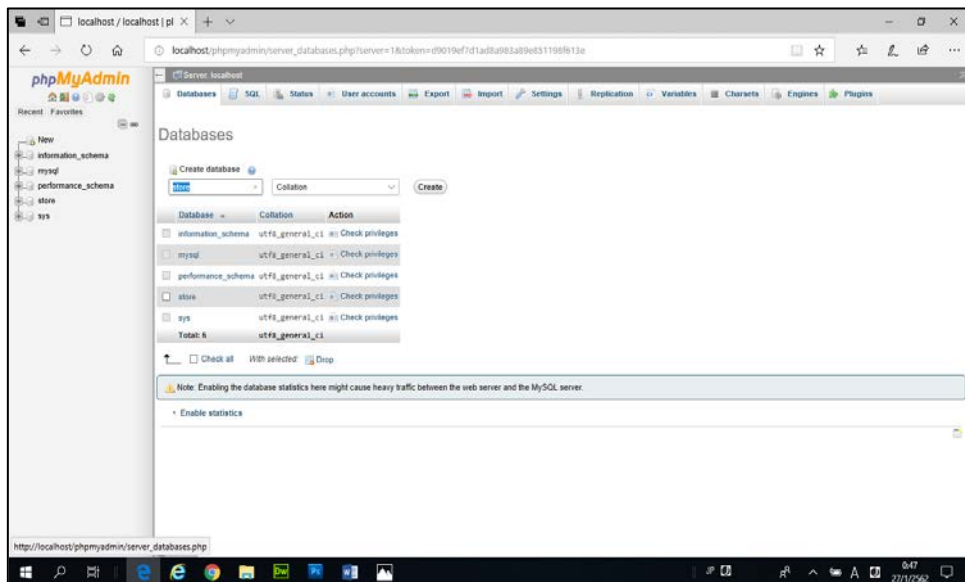 localhost / localhost | pl
localhost/phpmyadmin/server_databases.php?server=1&token=d9019ef7d1ad8a983a89e831198f613e
phpMyAdmin
Recent Favorites
New
information_schema
mysql
performance_schema
store
sys
Server: localhost
Databases SQL Status User accounts Export Import Settings Replication Variables Charsets Engines Plugins
Databases
Create database
store Collation Create
Database Collation Action
information_schema utf8_general_ci Check privileges
mysql utf8_general_ci Check privileges
performance_schema utf8_general_ci Check privileges
store utf8_general_ci Check privileges
sys utf8_general_ci Check privileges
Total: 5 utf8_general_ci
Check all With selected: Drop
Note: Enabling the database statistics here might cause heavy traffic between the web server and the MySQL server.
Enable statistics
http://localhost/phpmyadmin/server_databases.php
Dw Ps JP A 0:47
27/1/2562